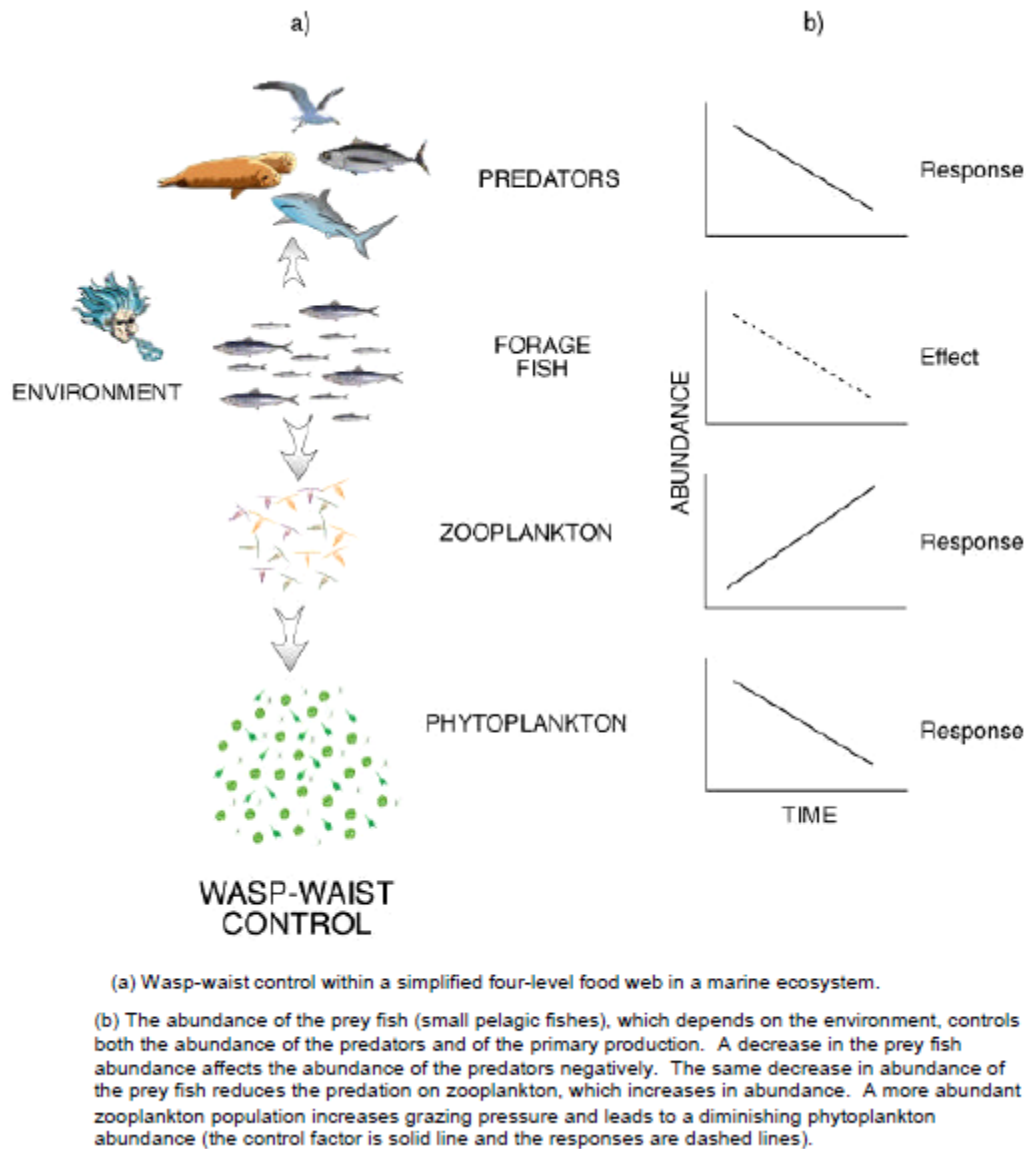 a)
b)
PREDATORS
Response
ENVIRONMENT
FORAGE
FISH
Effect
ABUNDANCE
ZOOPLANKTON
Response
PHYTOPLANKTON
Response
TIME
WASP-WAIST
CONTROL
(a) Wasp-waist control within a simplified four-level food web in a marine ecosystem.
(b) The abundance of the prey fish (small pelagic fishes), which depends on the environment, controls
both the abundance of the predators and of the primary production. A decrease in the prey fish
abundance affects the abundance of the predators negatively. The same decrease in abundance of
the prey fish reduces the predation on zooplankton, which increases in abundance. A more abundant
zooplankton population increases grazing pressure and leads to a diminishing phytoplankton
abundance (the control factor is solid line and the responses are dashed lines).